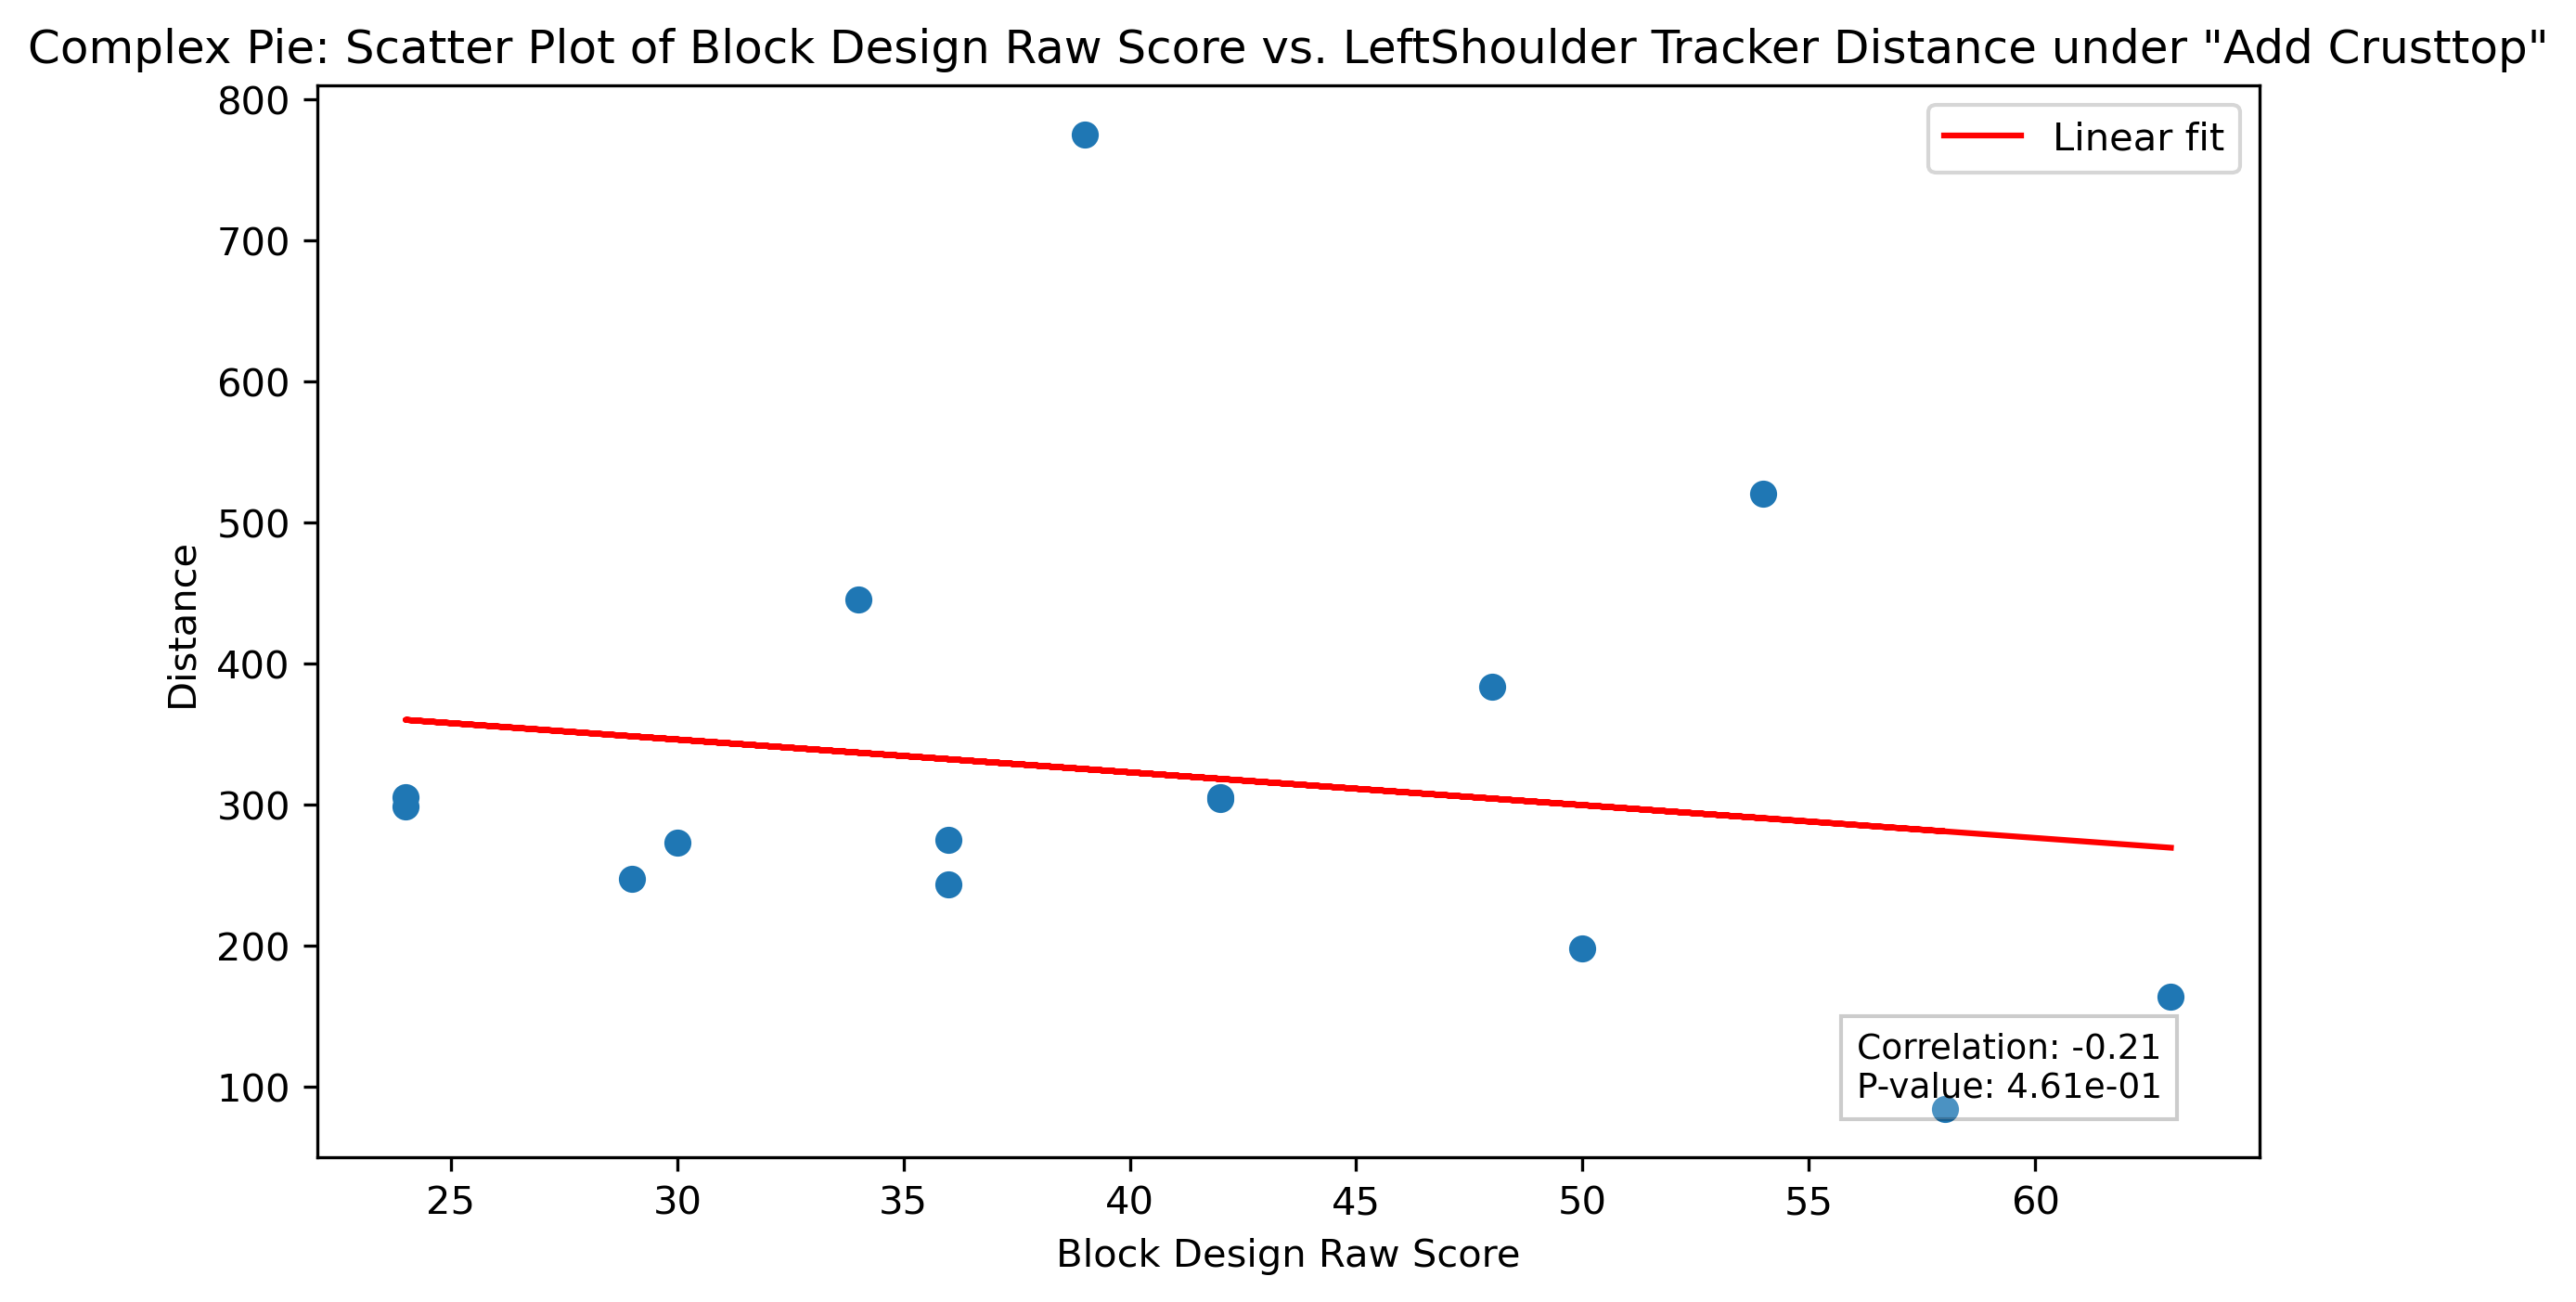 Complex Pie: Scatter Plot of Block Design Raw Score vs. LeftShoulder Tracker Distance under "Add Crusttop"
Linear fit
800
700
600
500
400
300
200
100
Distance
Correlation: -0.21
P-value: 4.61e-01
25 30 35 40 45 50 55 60
Block Design Raw Score